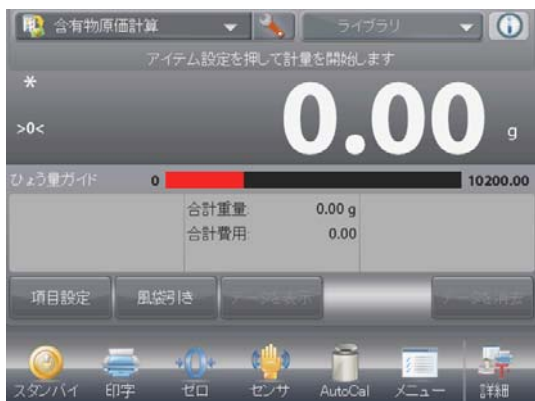 含有物原価計算 ライブラリ
アイテム設定を押して計量を開始します
*
>0< 0.00 g
ひょう量ガイド 0 10200.00
合計重量: 0.00 g
合計費用: 0.00
項目設定 風袋引き データを表示 データを消去
スタンバイ 印字 ゼロ センサ AutoCal メニュー 詳細